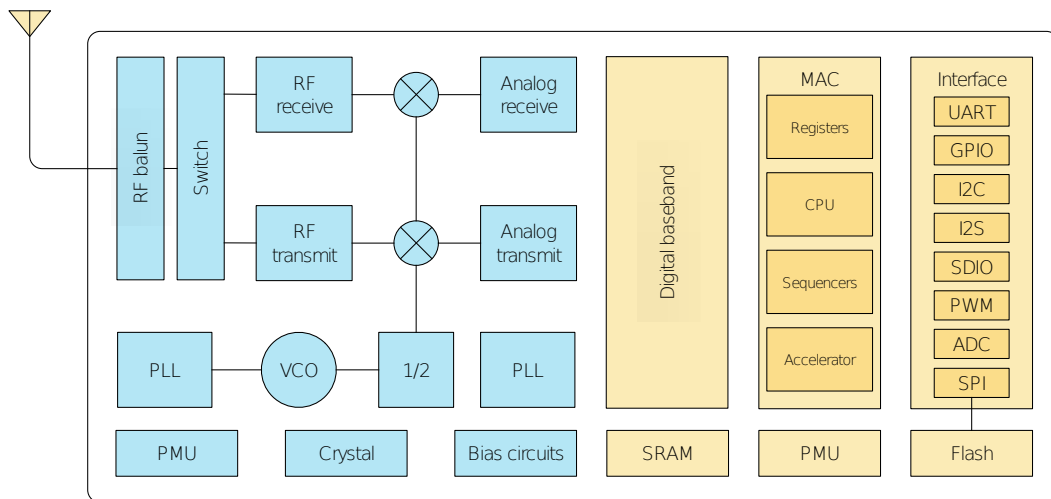 RF balun
Switch
RF
receive
Analog
receive
RF
transmit
Analog
transmit
PLL
VCO
1/2
PLL
PMU
Crystal
Bias circuits
Digital baseband
SRAM
MAC
Registers
CPU
Sequencers
Accelerator
PMU
Interface
UART
GPIO
I2C
I2S
SDIO
PWM
ADC
SPI
Flash